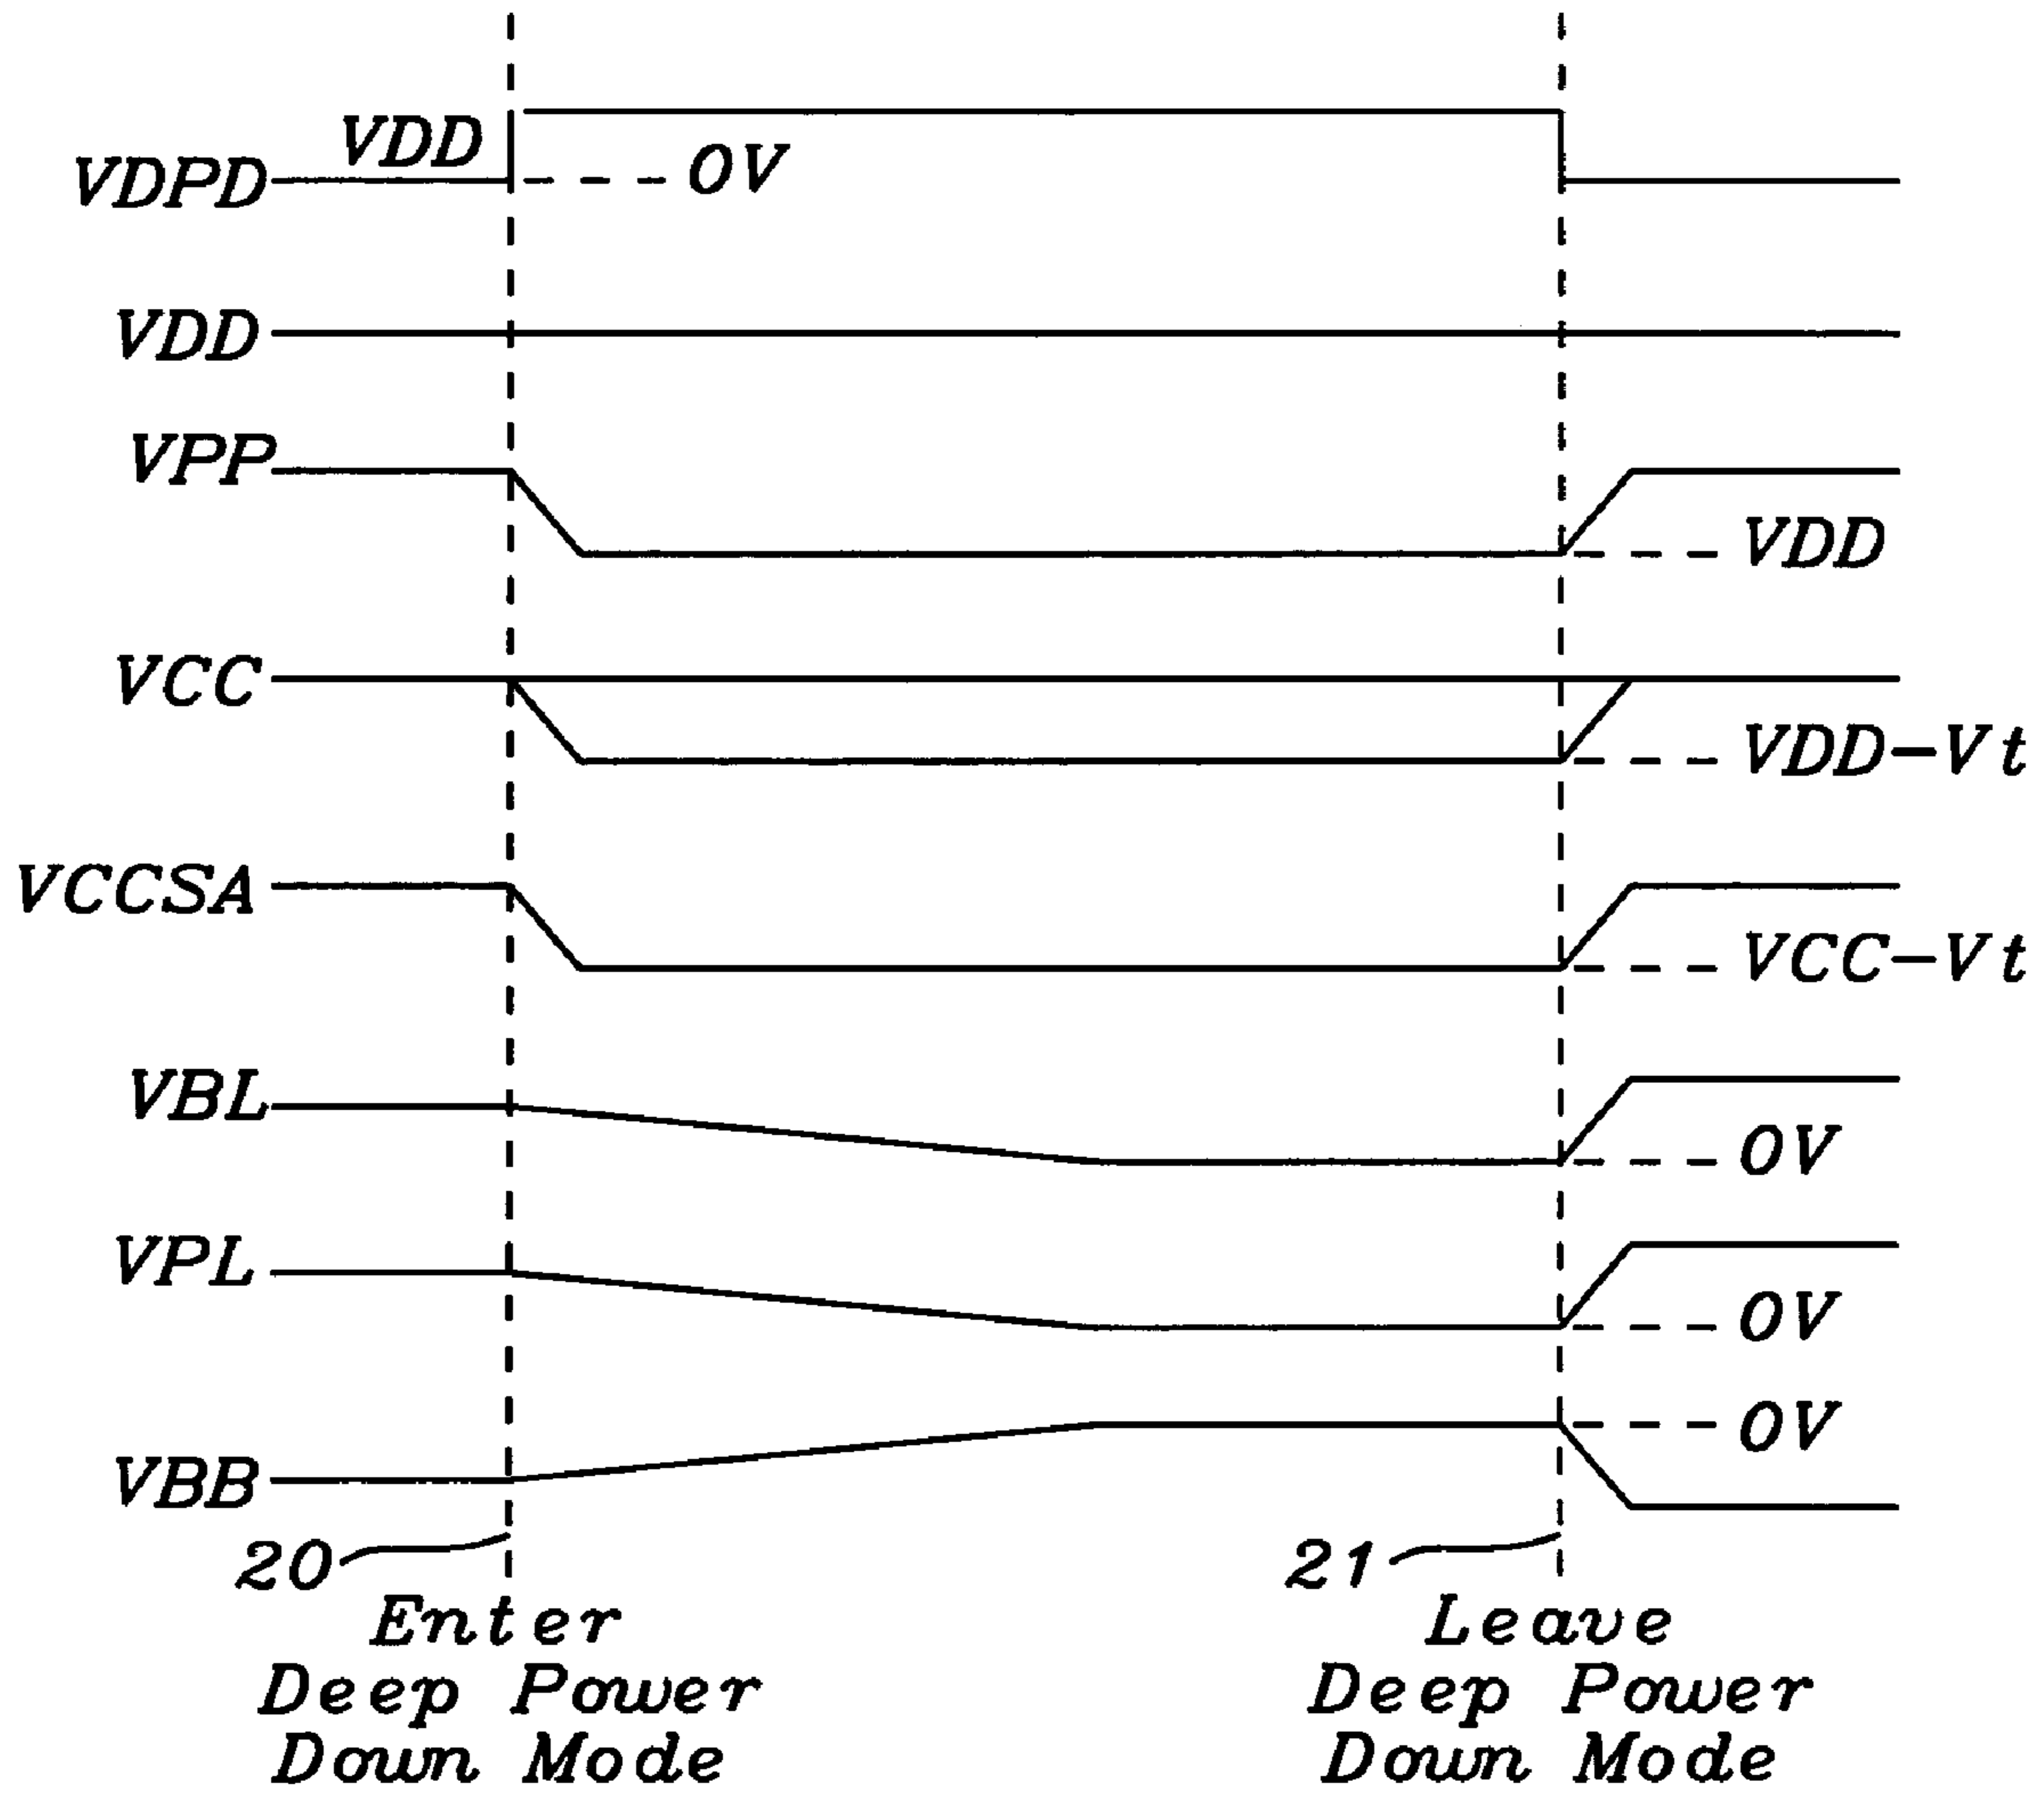 VDD
VDPD
0V
VDD
VPP
VDD
VCC
VDD-Vt
VCCSA
VCC-Vt
VBL
0V
VPL
0V
VBB
0V
20
21
Enter
Deep Power
Down Mode
Leave
Deep Power
Down Mode